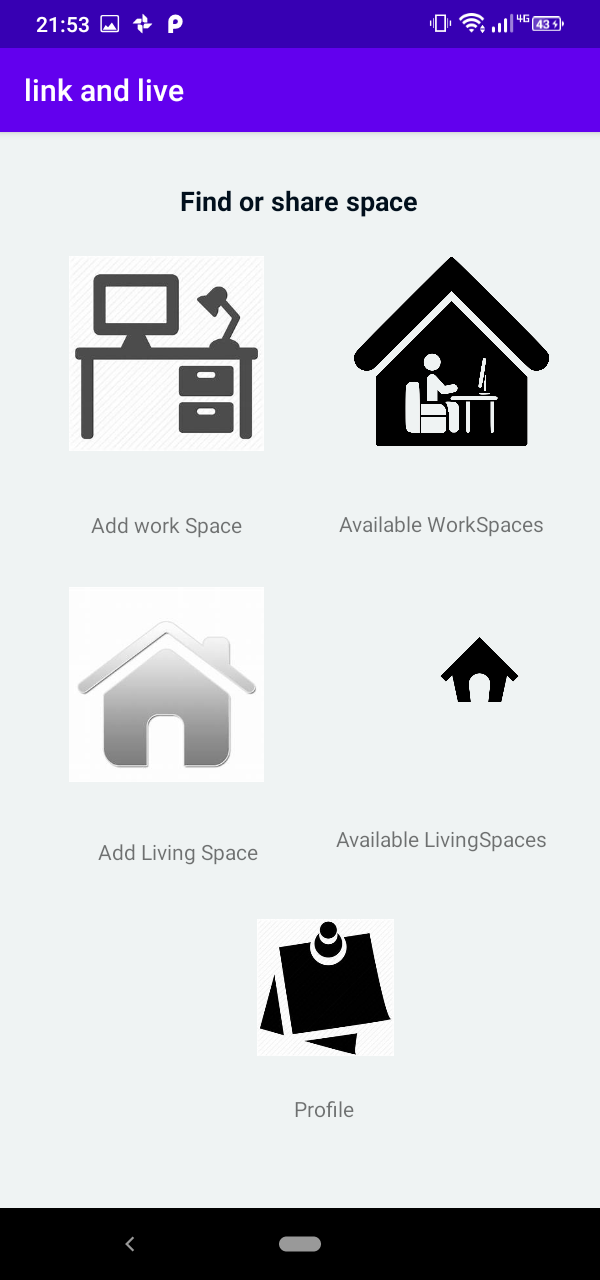 21:53
4G
43
link and live
Find or share space
Add work Space
Available WorkSpaces
Add Living Space
Available LivingSpaces
Profile